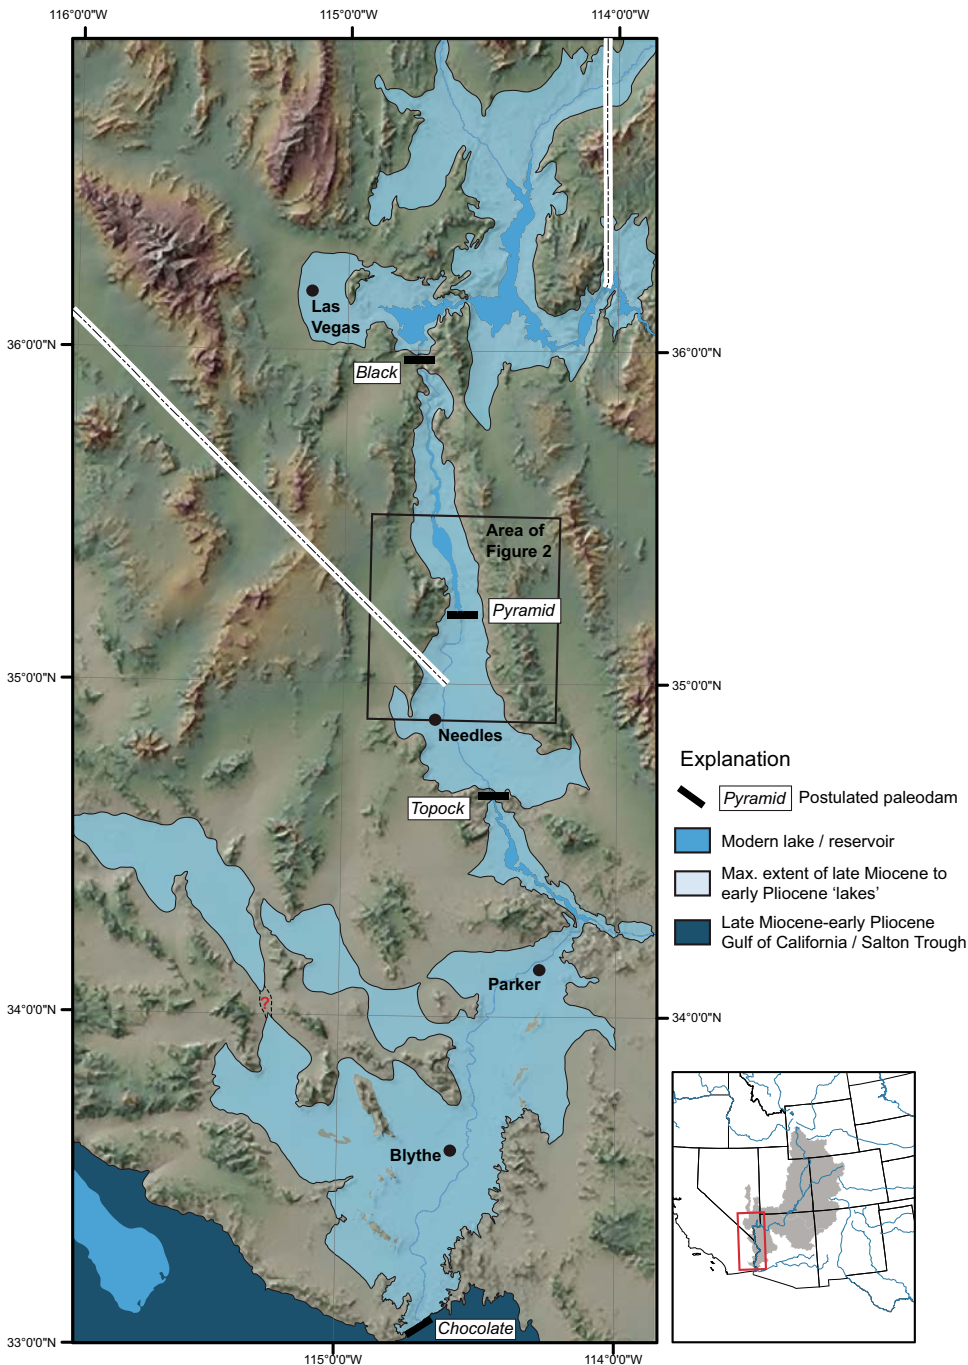 116°0'0"W
115°0'0"W
114°0'0"W
Las
Vegas
36°0'0"N
36°0'0"N
Black
Area of
Figure 2
Pyramid
35°0'0"N
35°0'0"N
Needles
Topock
Explanation
Pyramid
Postulated paleodam
Modern lake / reservoir
Max. extent of late Miocene to
early Pliocene ‘lakes’
Late Miocene-early Pliocene
Gulf of California / Salton Trough
Parker
?
34°0'0"N
34°0'0"N
Blythe
Chocolate
33°0'0"N
115°0'0"W
114°0'0"W